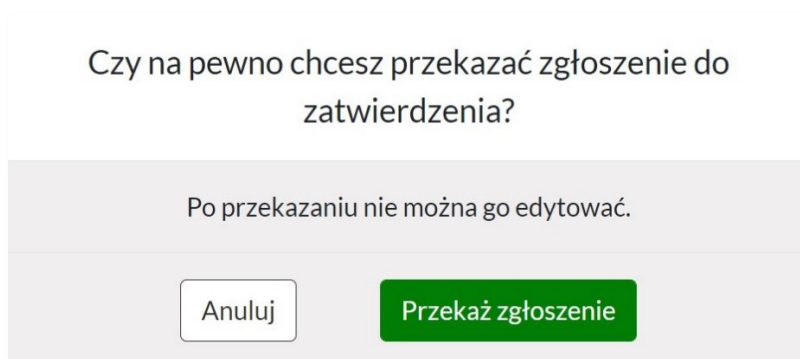 Czy na pewno chcesz przekazać zgłoszenie do
zatwierdzenia?
Po przekazaniu nie można go edytować.
Anuluj
Przekaż zgłoszenie